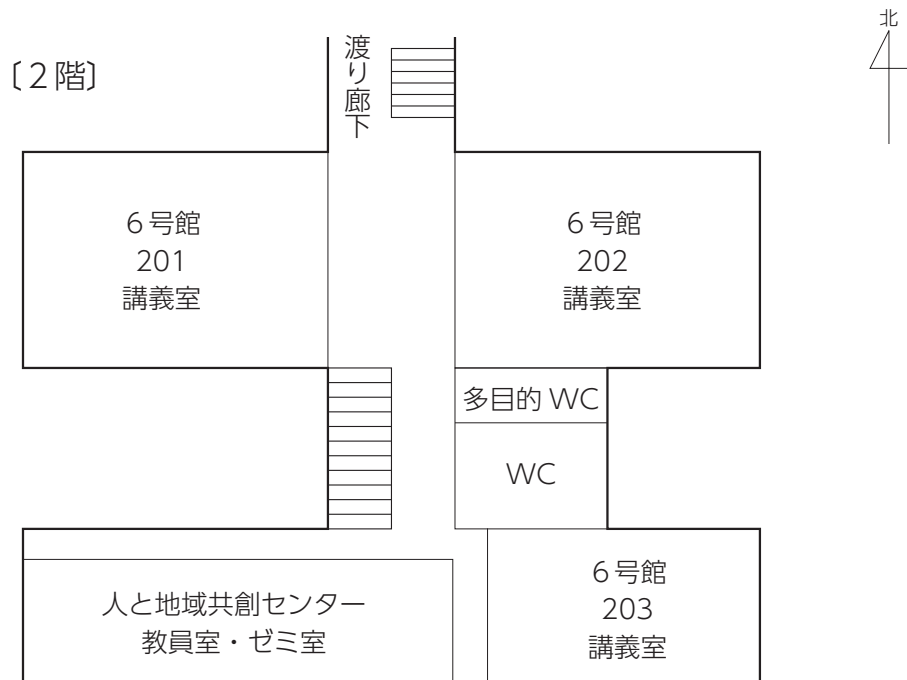 北
〔2階〕
渡り廊下
6号館
201
講義室
6号館
202
講義室
多目的 WC
WC
人と地域共創センター
教員室・ゼミ室
6号館
203
講義室